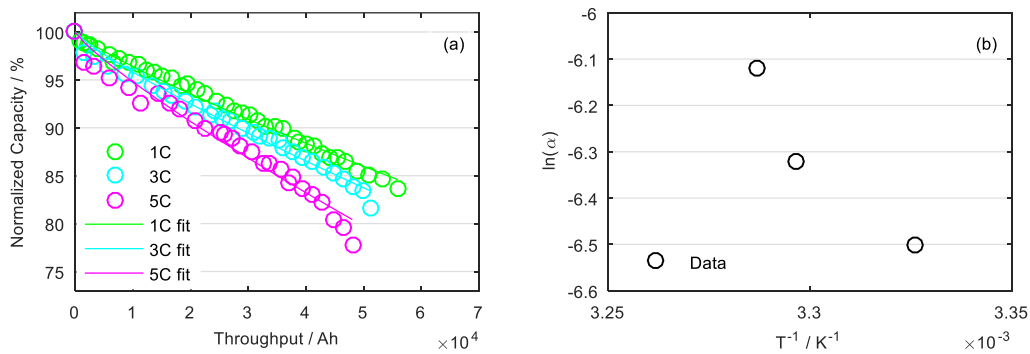 (a)
Normalized Capacity / %
100
95
90
85
80
75
1C
3C
5C
1C fit
3C fit
5C fit
0 1 2 3 4 5 6 7
Throughput / Ah
×10⁴
(b)
ln(α)
-6
-6.1
-6.2
-6.3
-6.4
-6.5
-6.6
Data
3.25 3.3 3.35
T⁻¹ / K⁻¹
×10⁻³